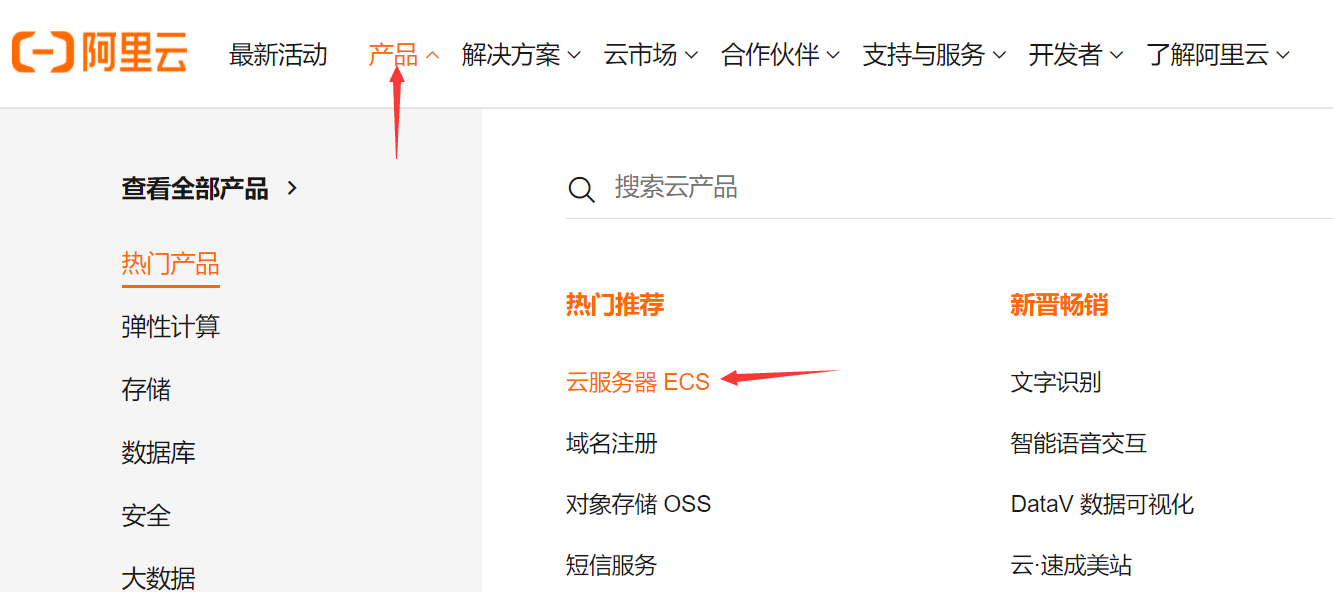 阿里云 最新活动 产品 解决方案 云市场 合作伙伴 支持与服务 开发者 了解阿里云
查看全部产品
热门产品
弹性计算
存储
数据库
安全
大数据
搜索云产品
热门推荐
云服务器 ECS
域名注册
对象存储 OSS
短信服务
新晋畅销
文字识别
智能语音交互
DataV 数据可视化
云·速成美站